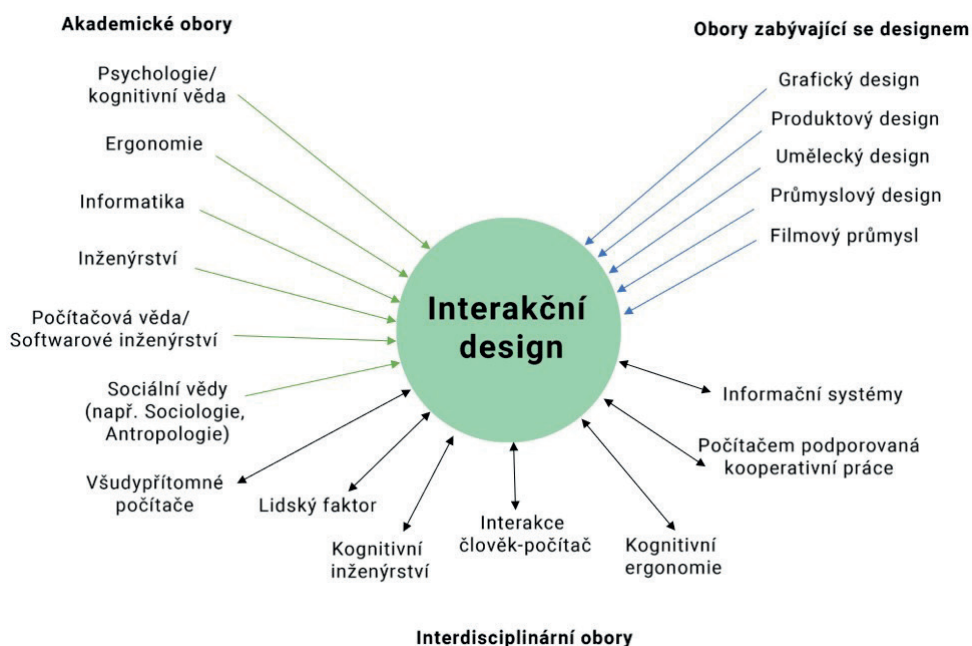 Akademické obory
Psychologie/
kognitivní věda
Ergonomie
Informatika
Inženýrství
Počítačová věda/
Softwarové inženýrství
Sociální vědy
(např. Sociologie,
Antropologie)
Obory zabývající se designem
Grafický design
Produktový design
Umělecký design
Průmyslový design
Filmový průmysl
Interakční
design
Všudypřítomné
počítače
Lidský faktor
Kognitivní
inženýrství
Interakce
člověk-počítač
Kognitivní
ergonomie
Počítačem podporovaná
kooperativní práce
Informační systémy
Interdisciplinární obory